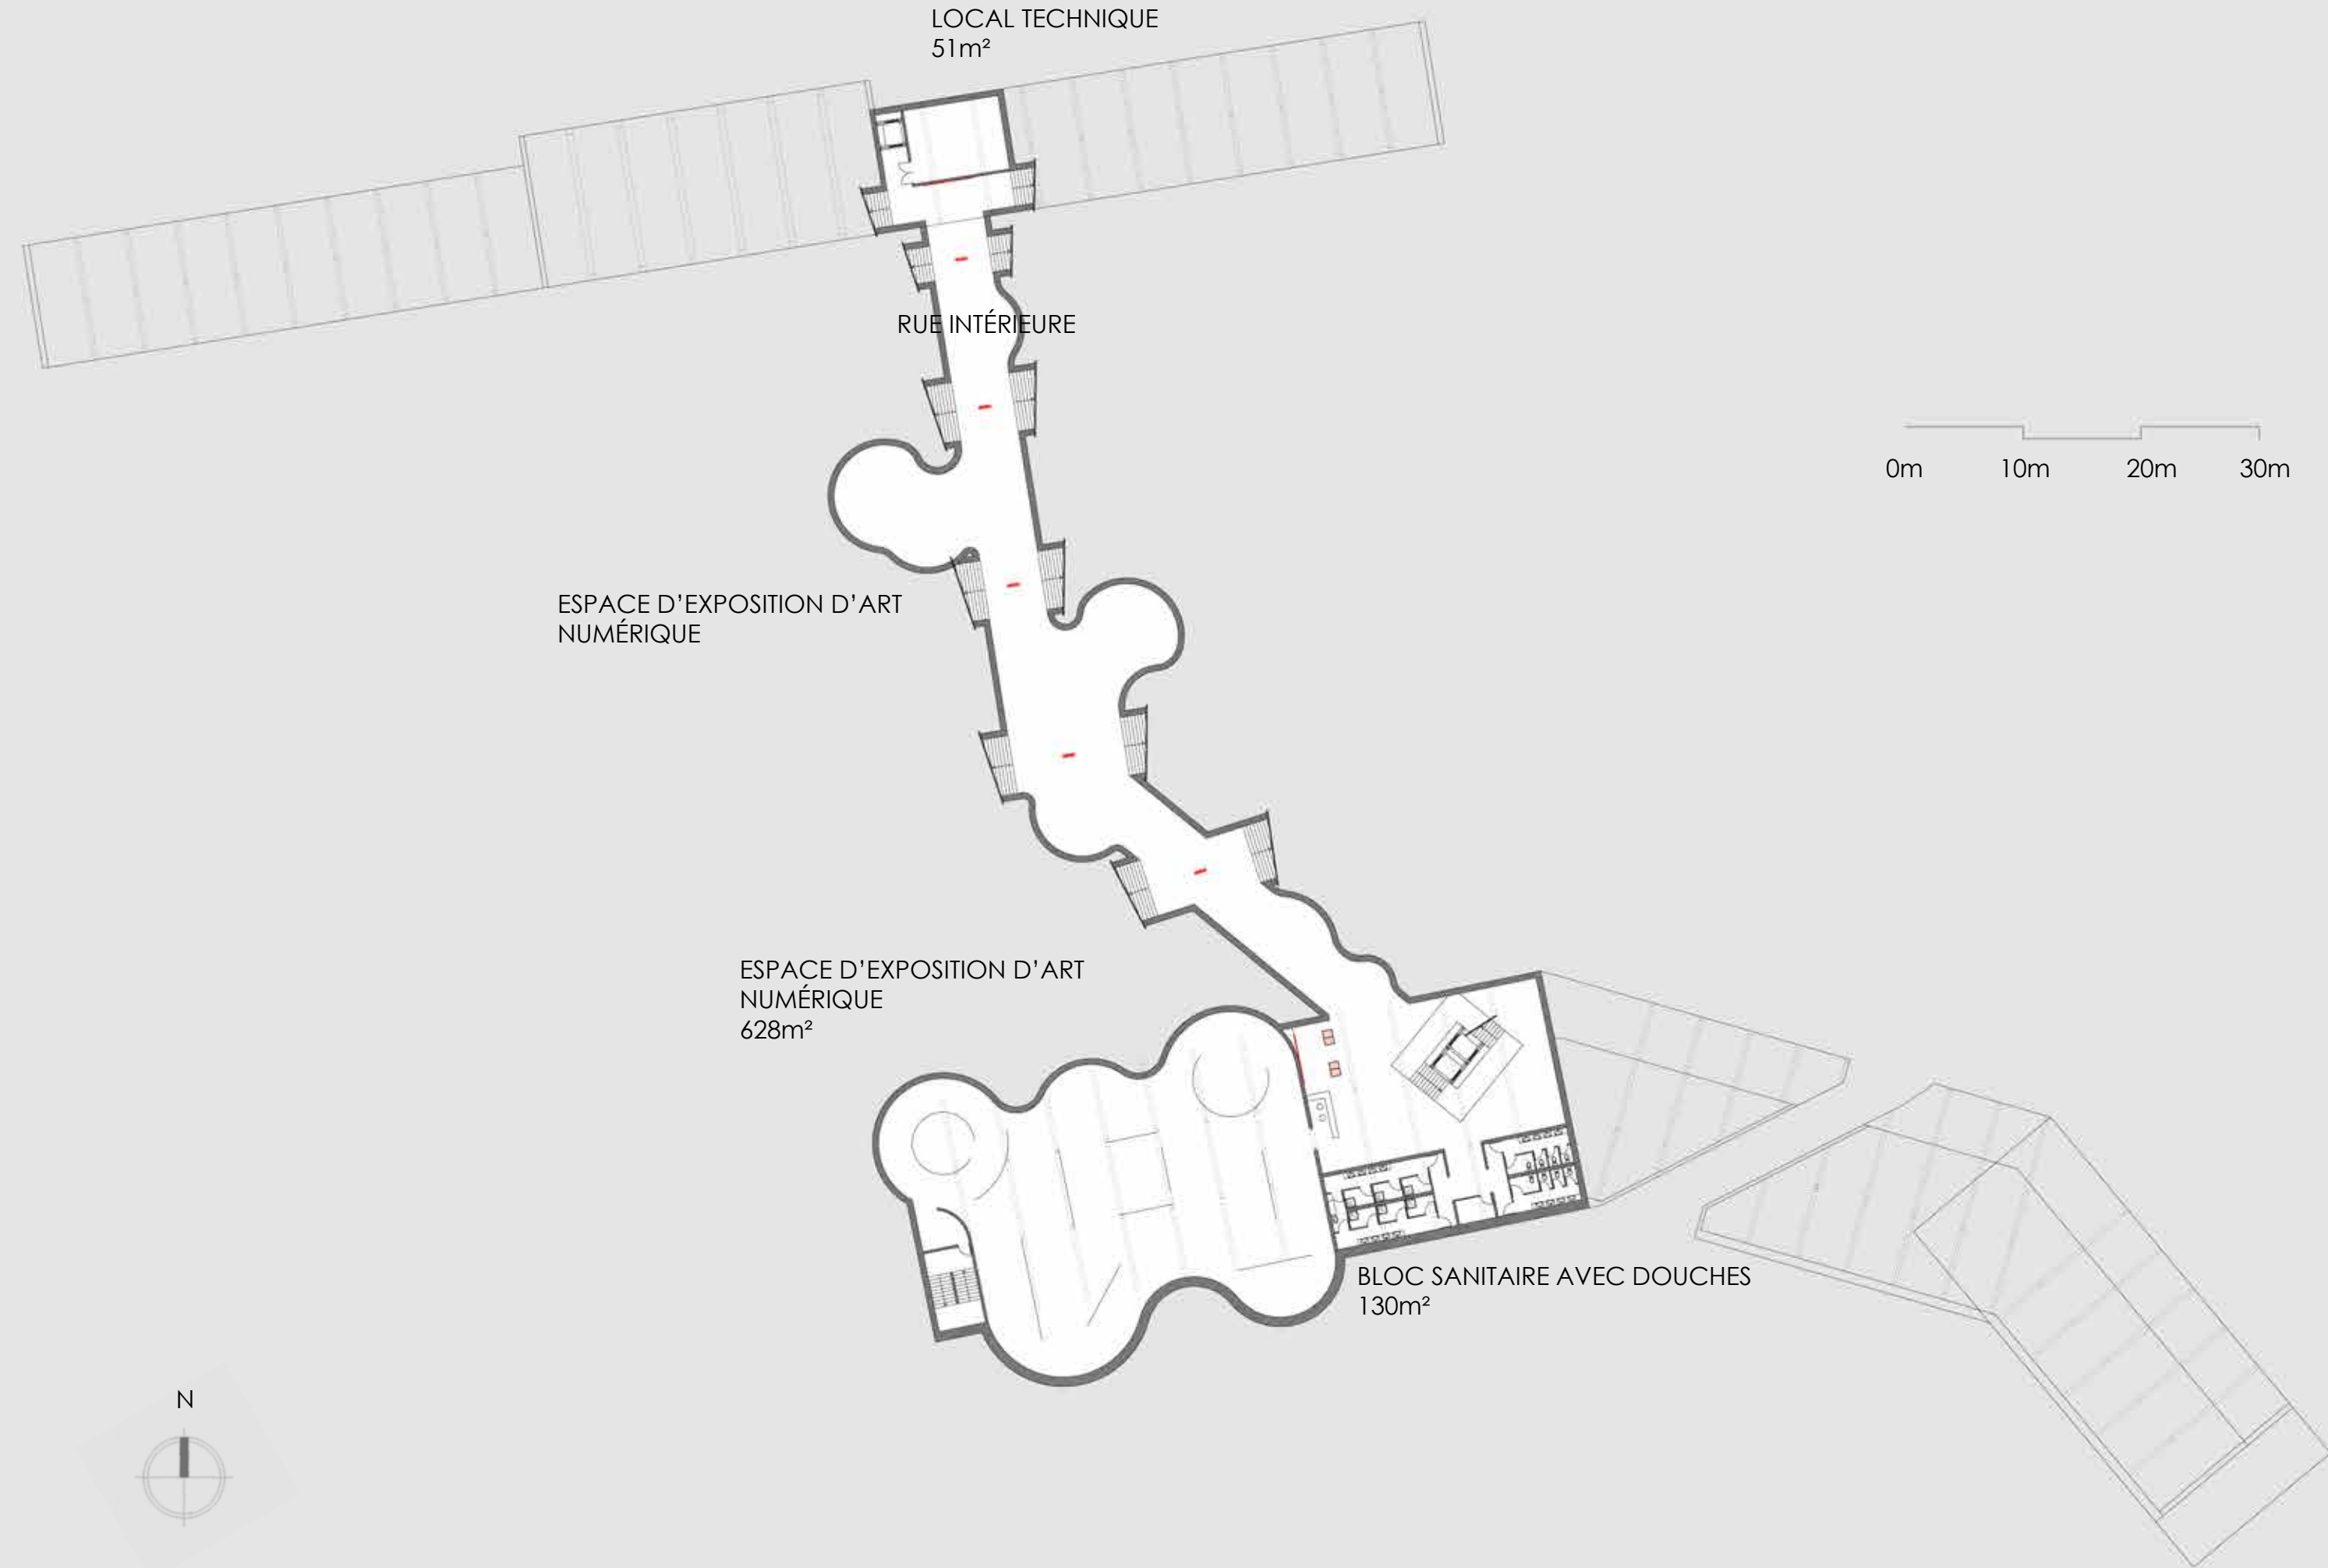 LOCAL TECHNIQUE
51m²
RUE INTÉRIEURE
0m 10m 20m 30m
ESPACE D'EXPOSITION D'ART
NUMÉRIQUE
ESPACE D'EXPOSITION D'ART
NUMÉRIQUE
628m²
BLOC SANITAIRE AVEC DOUCHES
130m²
N